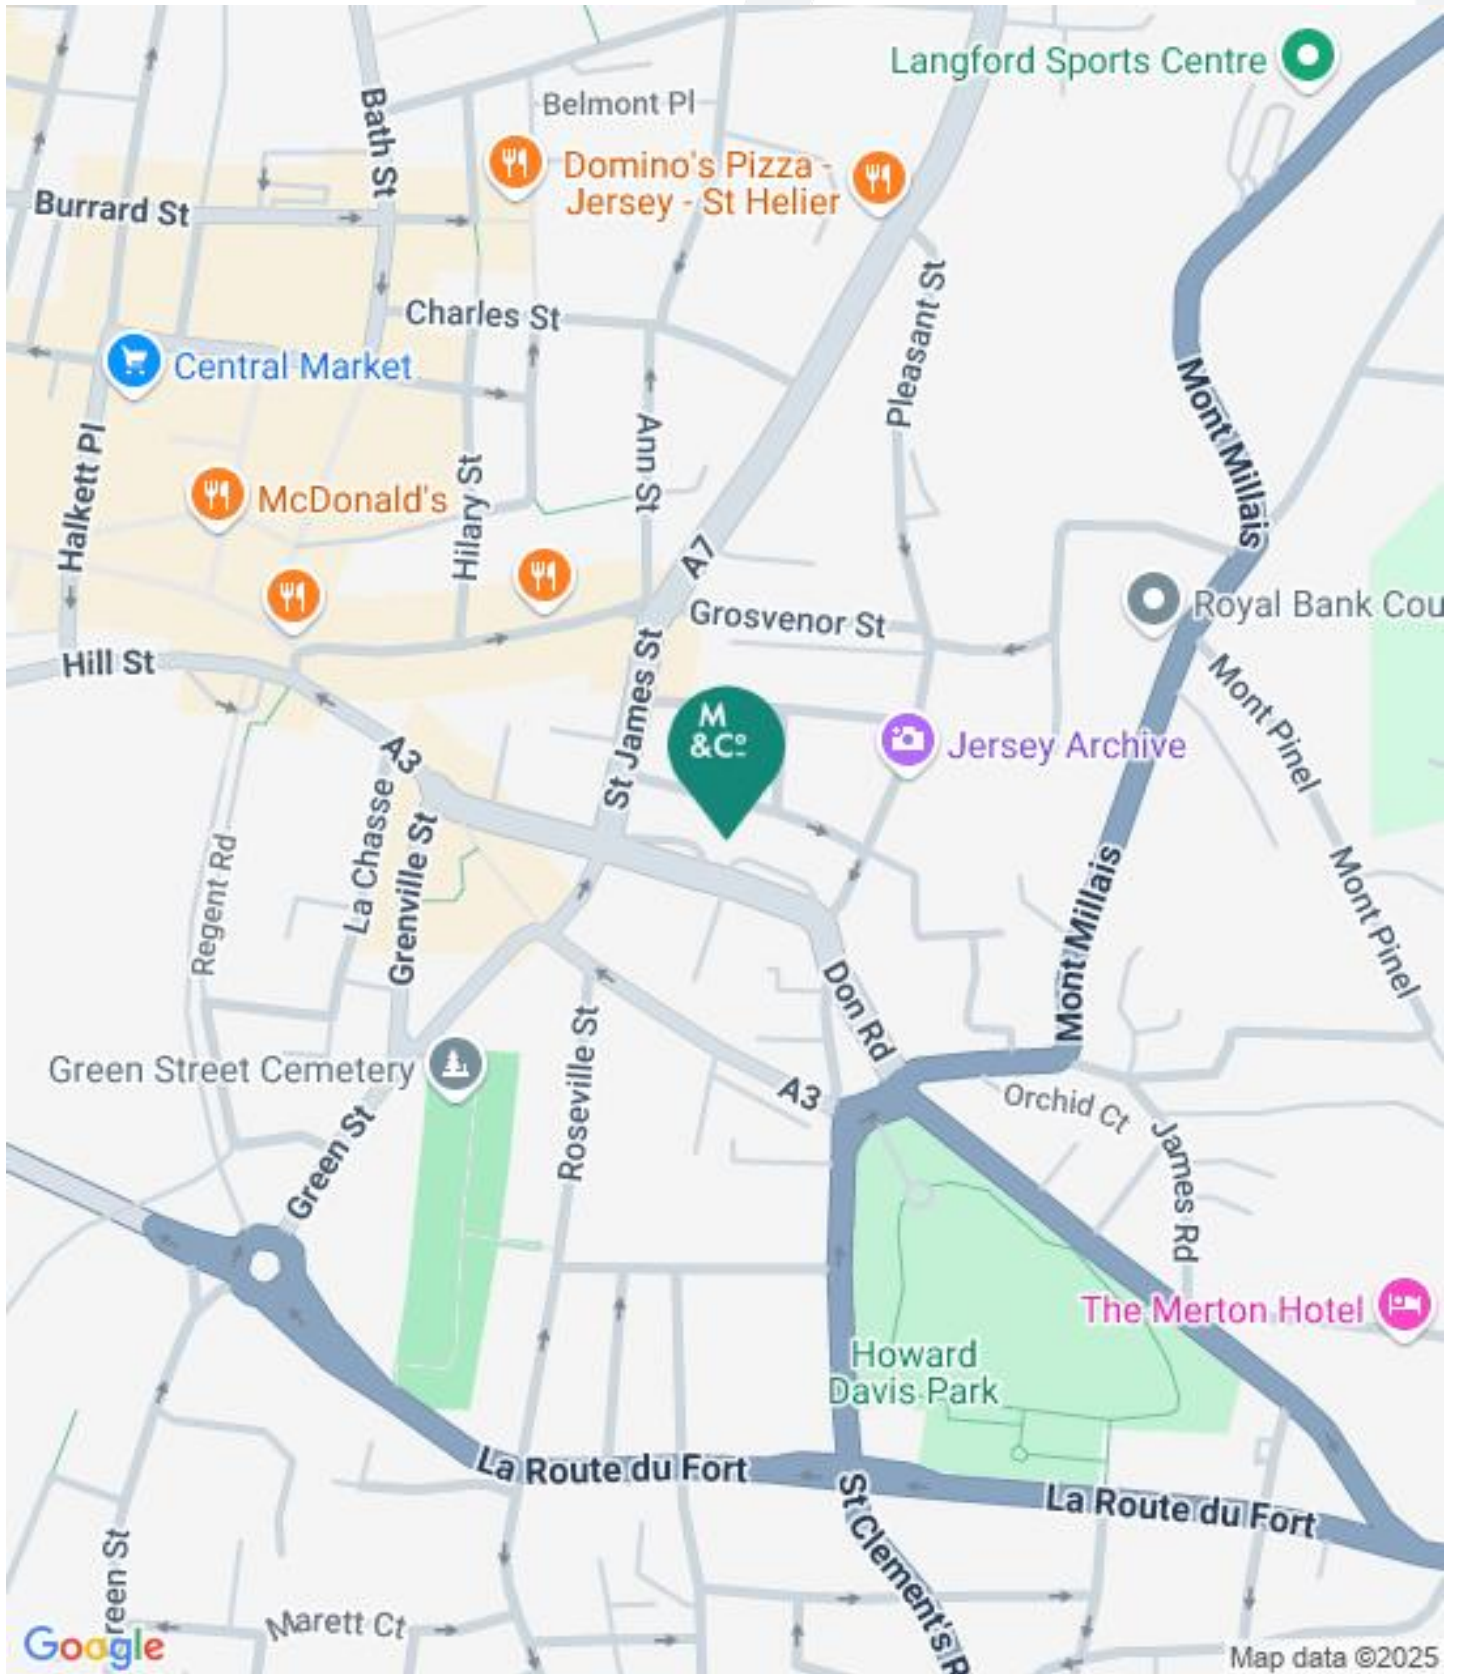 Langford Sports Centre
Bath St
Belmont Pl
Domino's Pizza -
Jersey - St Helier
Burrard St
Charles St
Pleasant St
Central Market
Mont Millais
Halkett Pl
Ann St
McDonald's
Hilary St
A7
Grosvenor St
Royal Bank Cou
Hill St
St James St
Mont Pinel
M
&Cº
Jersey Archive
A3
La Chasse
Grenville St
Regent Rd
Mont Pinel
Mont Millais
Don Rd
Green Street Cemetery
Roseville St
A3
Orchid Ct
James Rd
Green St
The Merton Hotel
Howard
Davis Park
La Route du Fort
La Route du Fort
St Clement's R
reen St
Marett Ct
Google
Map data ©2025